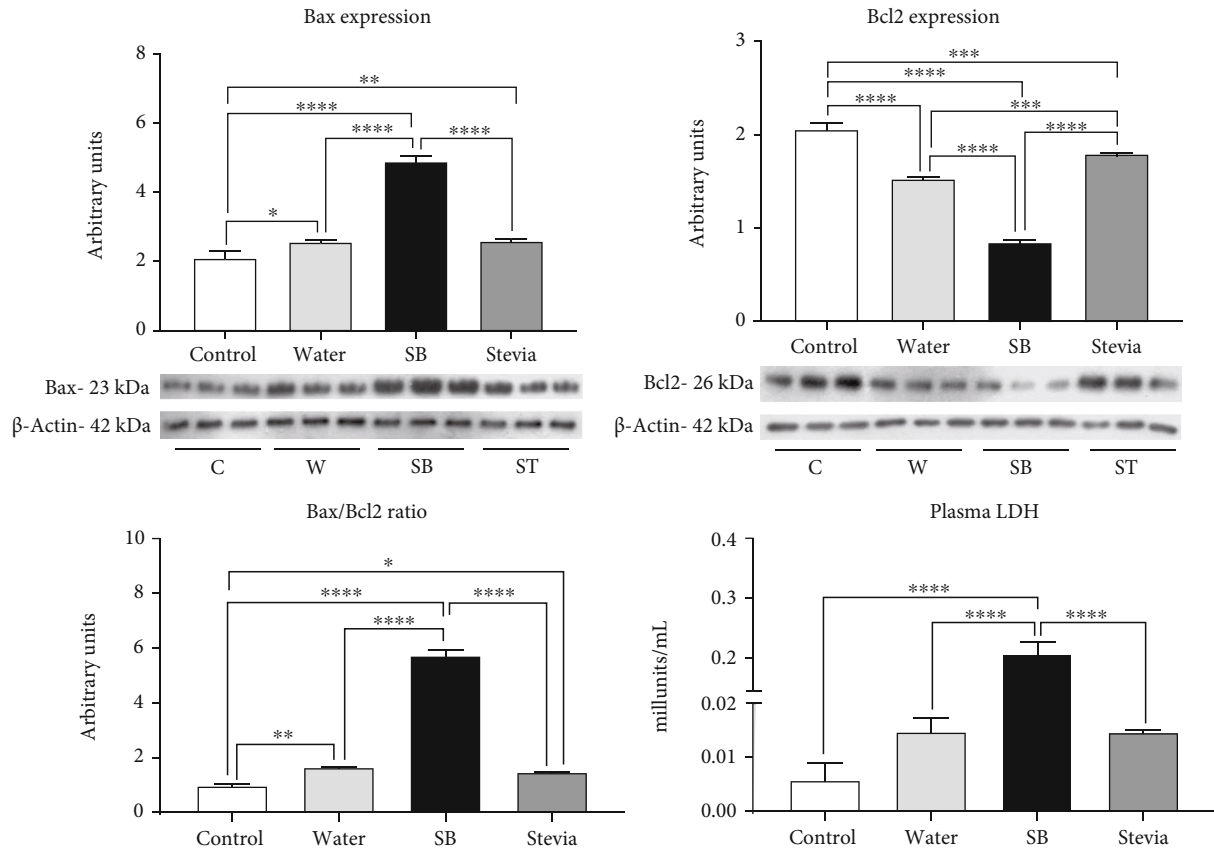 Bax expression
Arbitrary units
8
6
4
2
0
**
****
**** ****
*
Control Water SB Stevia
Bax- 23 kDa
β-Actin- 42 kDa
C W SB ST
Bcl2 expression
Arbitrary units
3
2
1
0
***
****
**** ***
**** ****
Control Water SB Stevia
Bcl2- 26 kDa
β-Actin- 42 kDa
C W SB ST
Bax/Bcl2 ratio
Arbitrary units
10
8
6
4
2
0
*
**** ****
****
**
Control Water SB Stevia
Plasma LDH
millunits/mL
0.4
0.3
0.2
0.02
0.01
0.00
****
**** ****
Control Water SB Stevia